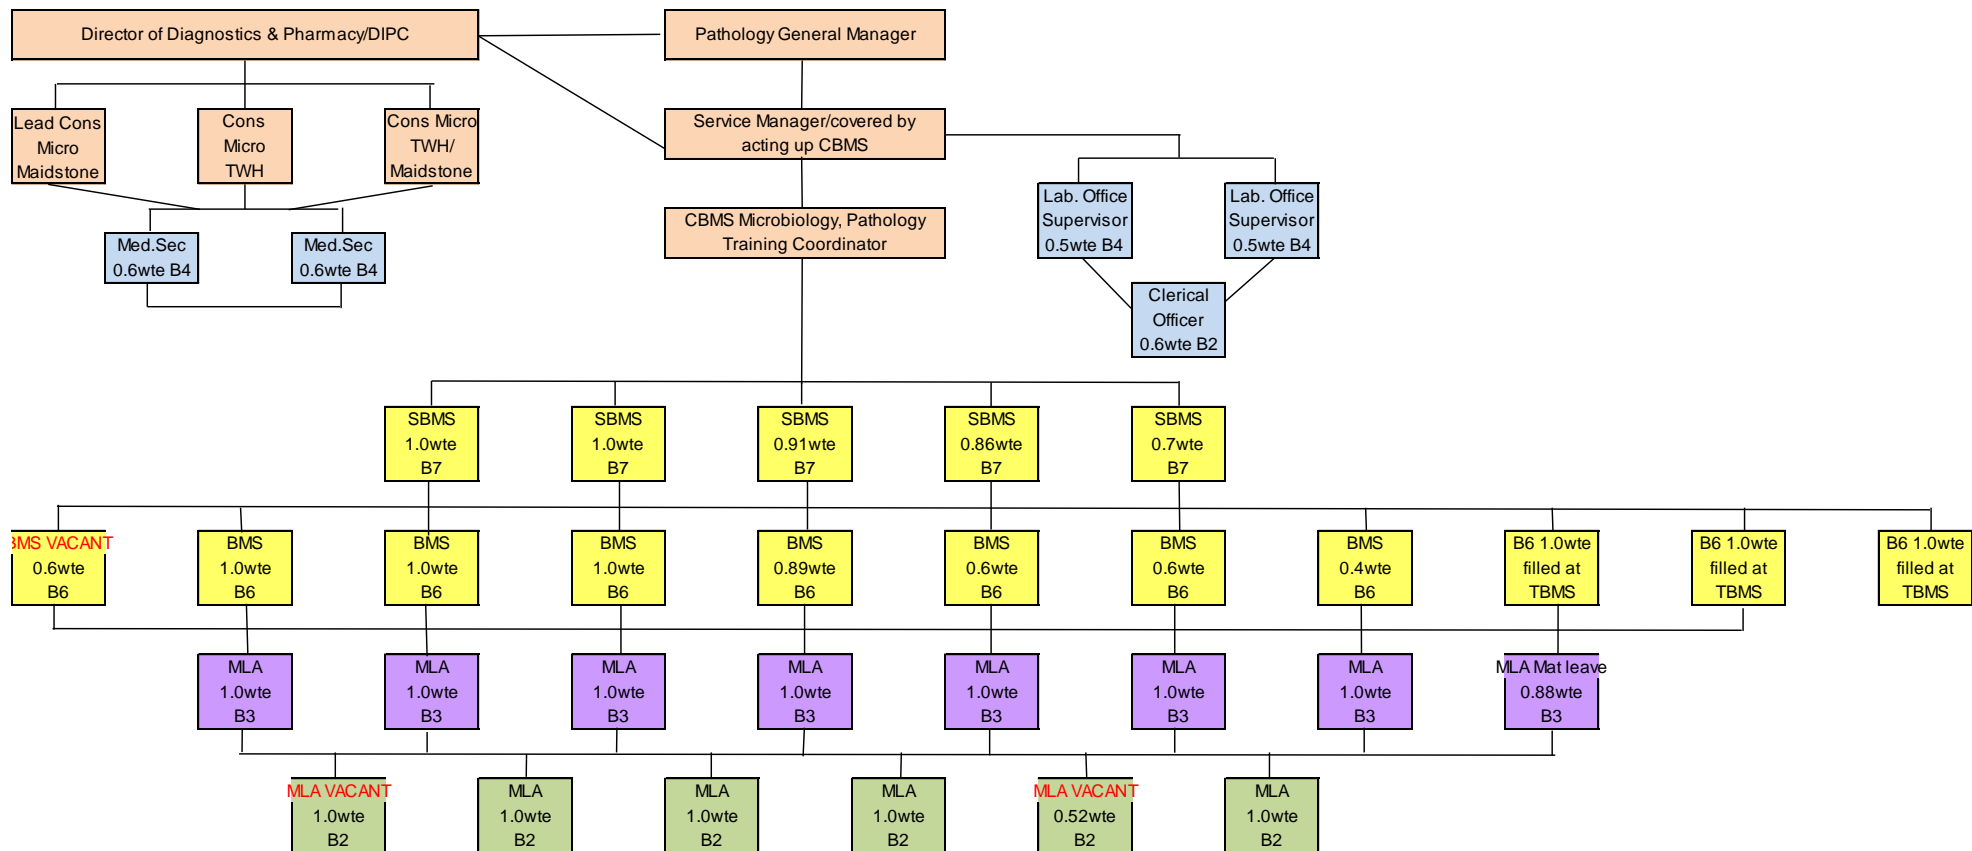 Director of Diagnostics & Pharmacy/DIPC
Pathology General Manager
Lead Cons
Micro
Maidstone
Cons
Micro
TWH
Cons Micro
TWH/
Maidstone
Service Manager/covered by
acting up CBMS
Lab. Office
Supervisor
0.5wte B4
Lab. Office
Supervisor
0.5wte B4
CBMS Microbiology, Pathology
Training Coordinator
Med.Sec
0.6wte B4
Med.Sec
0.6wte B4
Clerical
Officer
0.6wte B2
SBMS
1.0wte
B7
SBMS
1.0wte
B7
SBMS
0.91wte
B7
SBMS
0.86wte
B7
SBMS
0.7wte
B7
BMS VACANT
0.6wte
B6
BMS
1.0wte
B6
BMS
1.0wte
B6
BMS
1.0wte
B6
BMS
0.89wte
B6
BMS
0.6wte
B6
BMS
0.6wte
B6
BMS
0.4wte
B6
B6 1.0wte
filled at
TBMS
B6 1.0wte
filled at
TBMS
B6 1.0wte
filled at
TBMS
MLA
1.0wte
B3
MLA
1.0wte
B3
MLA
1.0wte
B3
MLA
1.0wte
B3
MLA
1.0wte
B3
MLA
1.0wte
B3
MLA
1.0wte
B3
MLA Mat leave
0.88wte
B3
MLA VACANT
1.0wte
B2
MLA
1.0wte
B2
MLA
1.0wte
B2
MLA
1.0wte
B2
MLA VACANT
0.52wte
B2
MLA
1.0wte
B2